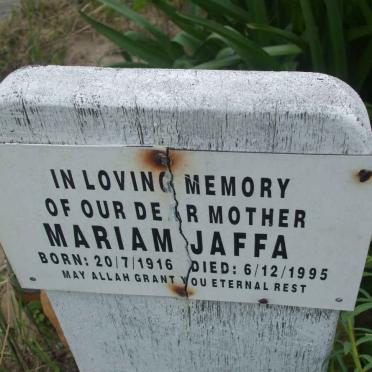 IN LOVING MEMORY
OF OUR DEAR MOTHER
MARIAM JAFFA
BORN: 20/7/1916 DIED: 6/12/1995
MAY ALLAH GRANT YOU ETERNAL REST